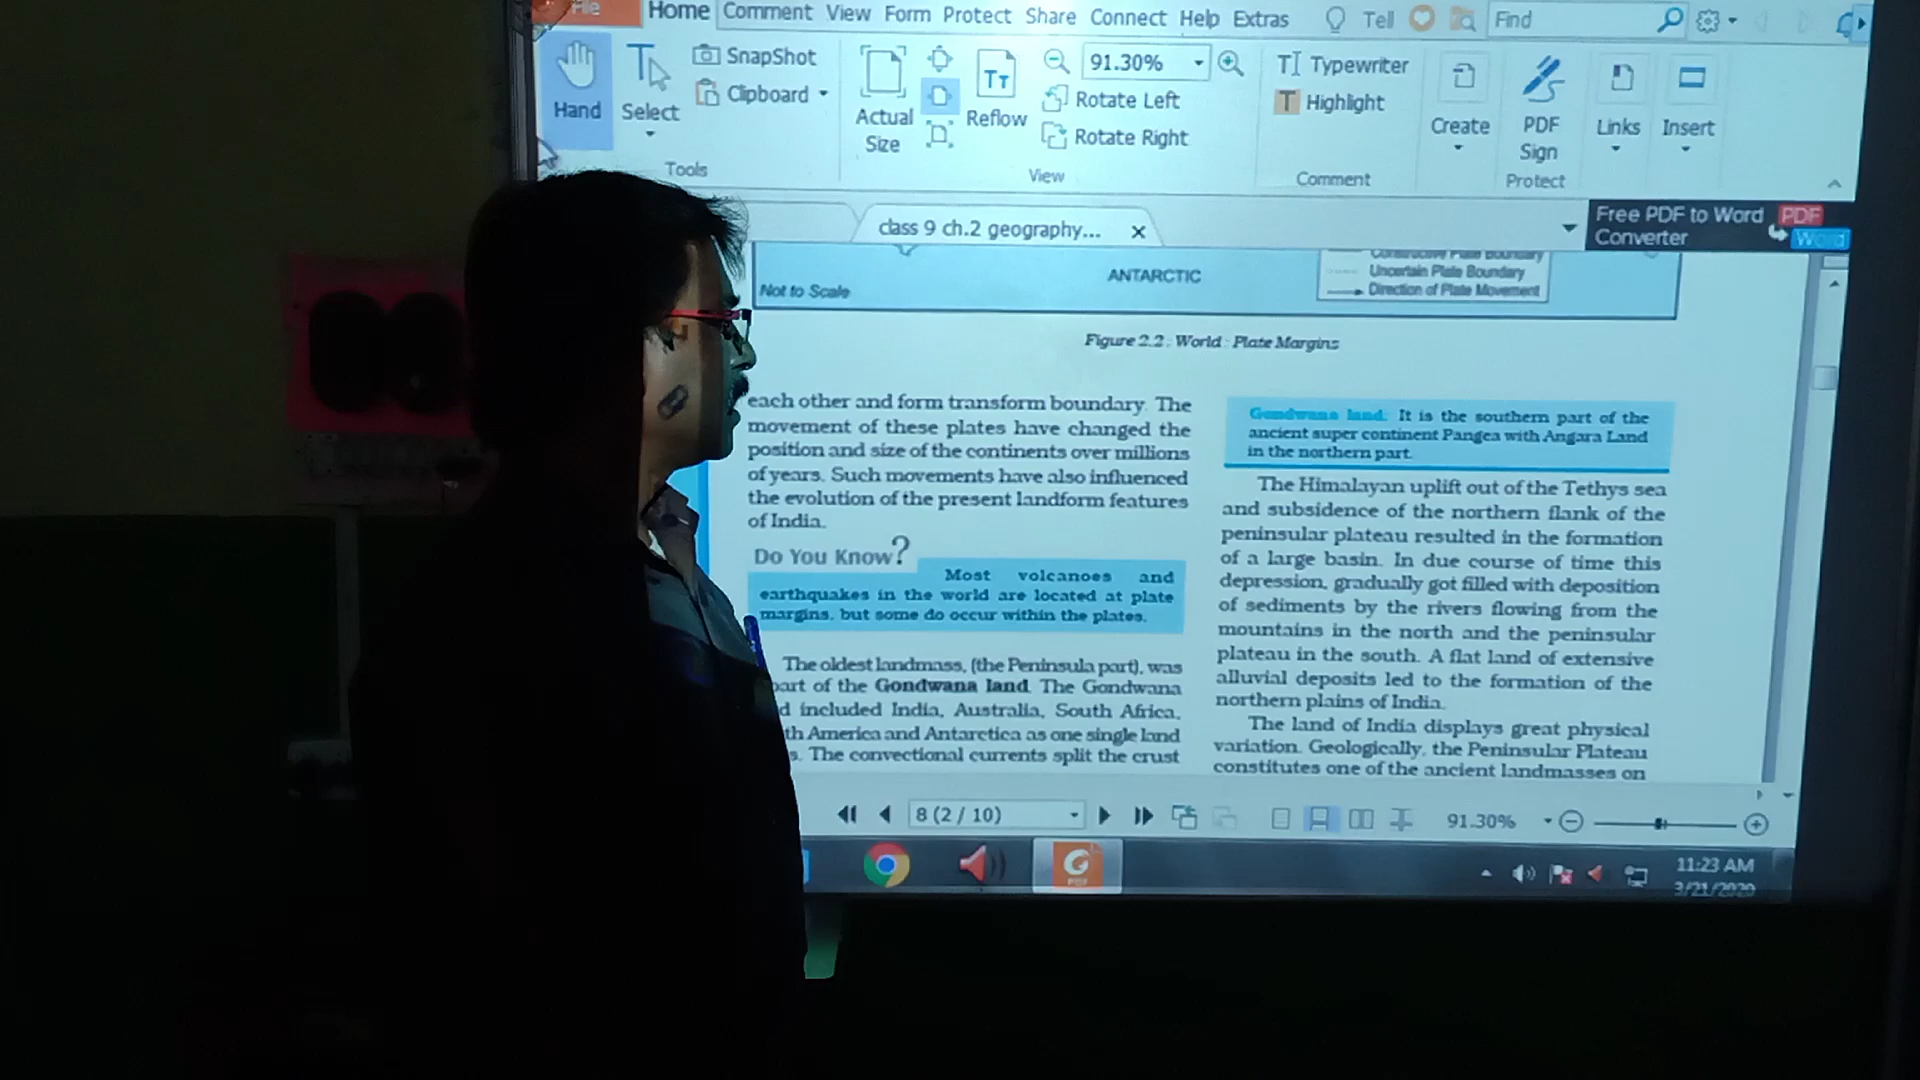 File
Home Comment View Form Protect Share Connect Help Extras Tell Find
Hand
Select
SnapShot
Clipboard
Tools
Actual
Size
Reflow
91.30%
Rotate Left
Rotate Right
View
Typewriter
Highlight
Comment
Create
PDF
Sign
Protect
Links
Insert
class 9 ch.2 geography...
Free PDF to Word
Converter
PDF
Word
Not to Scale
ANTARCTIC
Constructive Plate Boundary
Uncertain Plate Boundary
Direction of Plate Movement
Figure 2.2 : World : Plate Margins
each other and form transform boundary. The
movement of these plates have changed the
position and size of the continents over millions
of years. Such movements have also influenced
the evolution of the present landform features
of India.
Do You Know?
Most volcanoes and
earthquakes in the world are located at plate
margins, but some do occur within the plates.
The oldest landmass, (the Peninsula part), was
part of the Gondwana land. The Gondwana
included India, Australia, South Africa,
America and Antarctica as one single land
The convectional currents split the crust
Gondwana land: It is the southern part of the
ancient super continent Pangea with Angara Land
in the northern part.
The Himalayan uplift out of the Tethys sea
and subsidence of the northern flank of the
peninsular plateau resulted in the formation
of a large basin. In due course of time this
depression, gradually got filled with deposition
of sediments by the rivers flowing from the
mountains in the north and the peninsular
plateau in the south. A flat land of extensive
alluvial deposits led to the formation of the
northern plains of India.
The land of India displays great physical
variation. Geologically, the Peninsular Plateau
constitutes one of the ancient landmasses on
8 (2 / 10)
91.30%
PDF
11:23 AM
3/21/2020